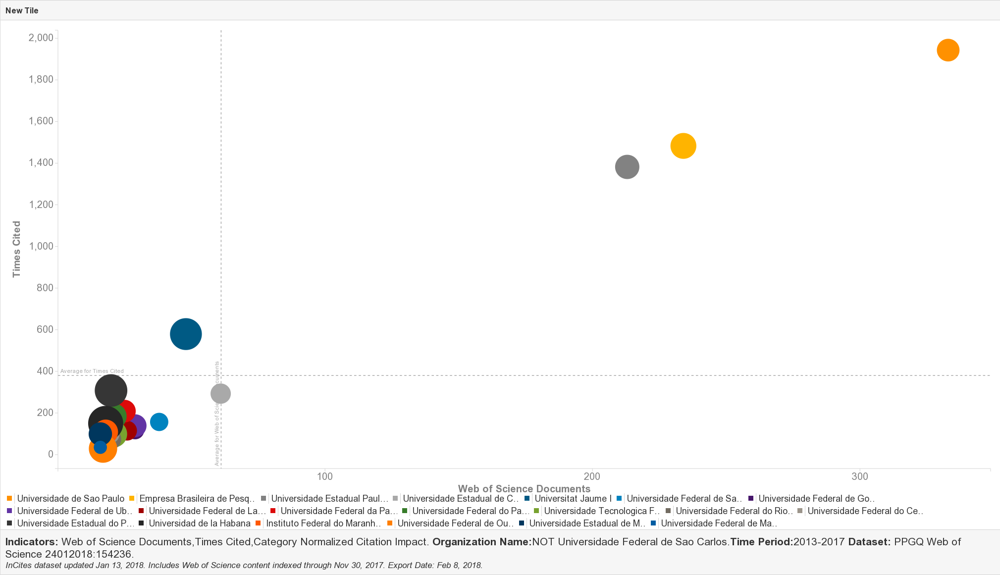 New Tile
2,000
1,800
1,600
1,400
1,200
1,000
800
600
400
200
0
Times Cited
Average for Times Cited
Average for Web of Science Documents
100
200
300
Web of Science Documents
Universidade de Sao Paulo Empresa Brasileira de Pesq.. Universidade Estadual Paul... Universidade Estadual de C.. Universitat Jaume I Universidade Federal de Sa.. Universidade Federal de Go..
Universidade Federal de Ub.. Universidade Federal de La... Universidade Federal da Pa... Universidade Federal do Pa... Universidade Tecnologica F.. Universidade Federal do Rio.. Universidade Federal do Ce..
Universidade Estadual do P... Universidad de la Habana Instituto Federal do Maranh.. Universidade Federal de Ou.. Universidade Estadual de M.. Universidade Federal de Ma..
Indicators: Web of Science Documents,Times Cited,Category Normalized Citation Impact. Organization Name:NOT Universidade Federal de Sao Carlos.Time Period:2013-2017 Dataset: PPGQ Web of
Science 24012018:154236.
InCites dataset updated Jan 13, 2018. Includes Web of Science content indexed through Nov 30, 2017. Export Date: Feb 8, 2018.